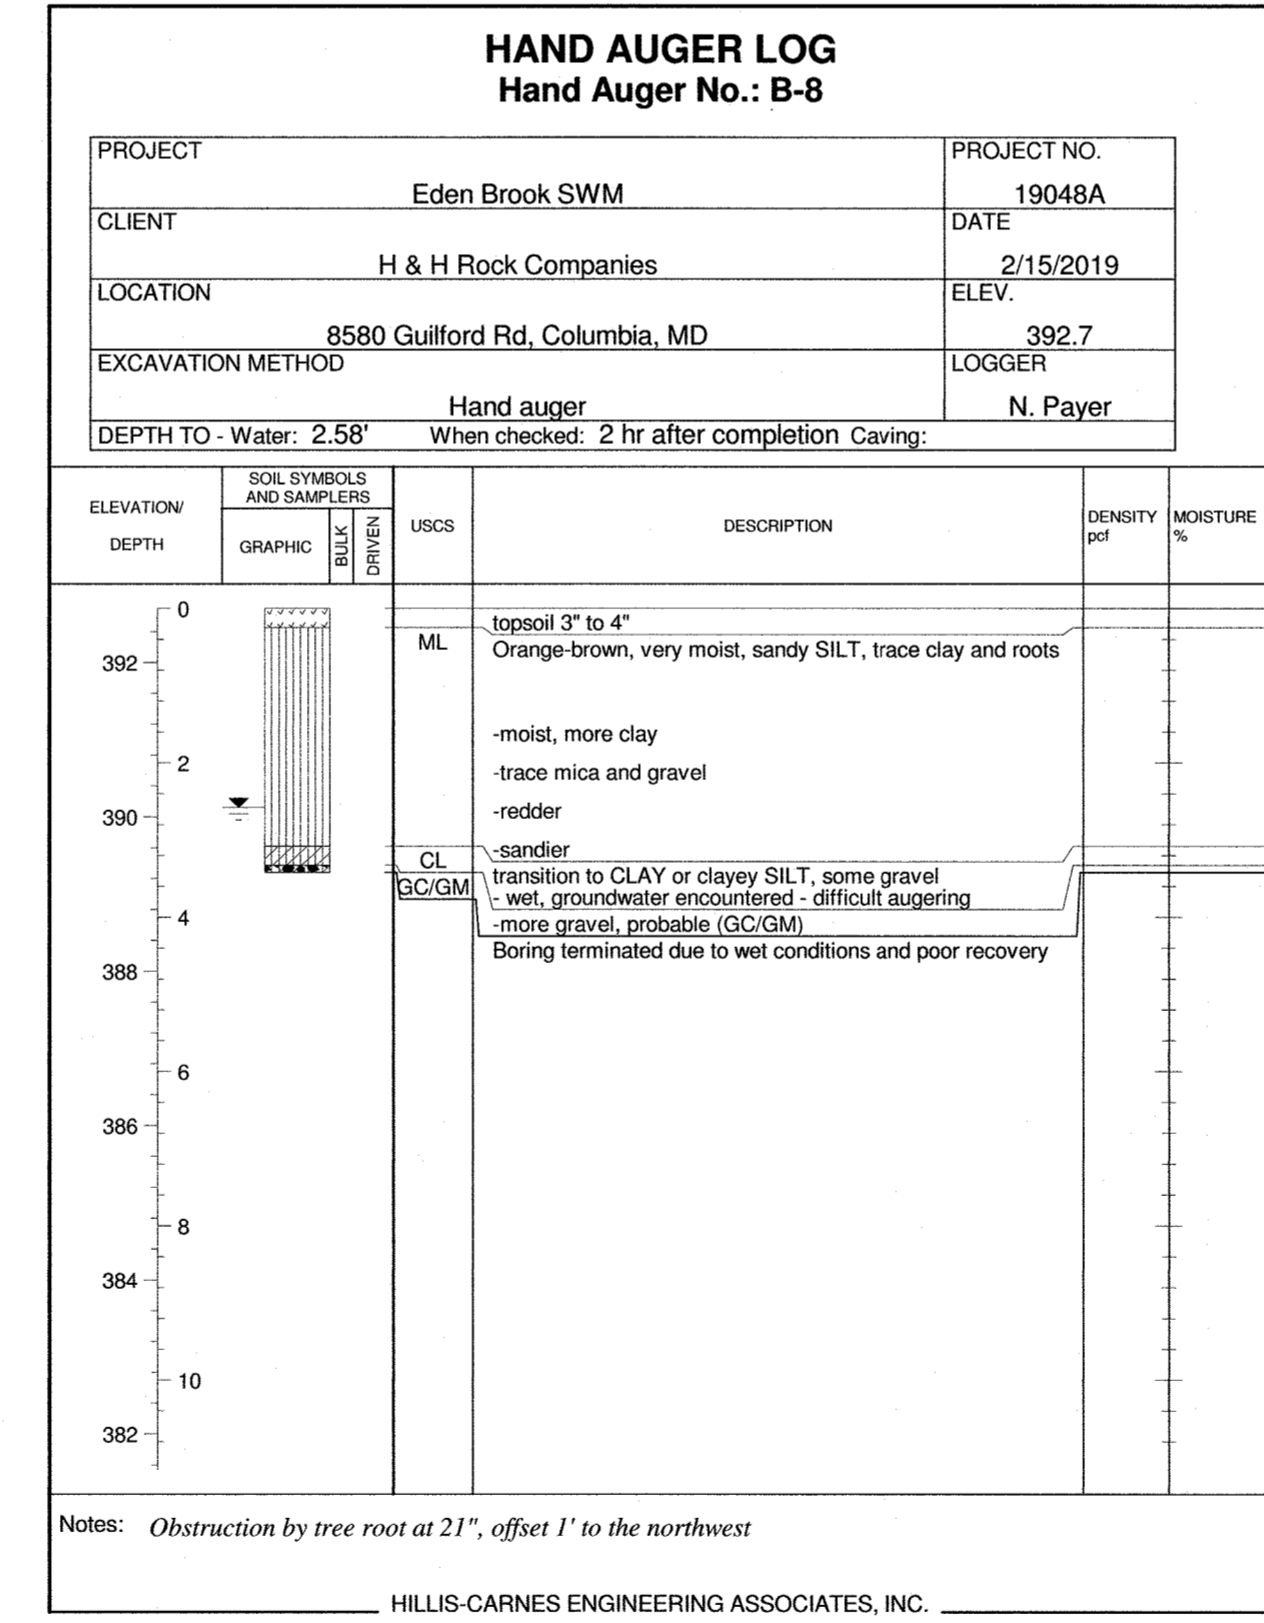 HAND AUGER LOG
Hand Auger No.: B-8
PROJECT
Eden Brook SWM
PROJECT NO.
19048A
CLIENT
H & H Rock Companies
DATE
2/15/2019
LOCATION
8580 Guilford Rd, Columbia, MD
ELEV.
392.7
EXCAVATION METHOD
Hand auger
LOGGER
N. Payer
DEPTH TO - Water: 2.58' When checked: 2 hr after completion Caving:
ELEVATION/
DEPTH
SOIL SYMBOLS
AND SAMPLERS
GRAPHIC
BULK
DRIVEN
USCS
DESCRIPTION
DENSITY
pcf
MOISTURE
%
0
topsoil 3" to 4"
ML
392
Orange-brown, very moist, sandy SILT, trace clay and roots
-moist, more clay
2
-trace mica and gravel
390
-redder
-sandier
CL
transition to CLAY or clayey SILT, some gravel
GC/GM
- wet, groundwater encountered - difficult augering
4
-more gravel, probable (GC/GM)
Boring terminated due to wet conditions and poor recovery
388
6
386
8
384
10
382
Notes: Obstruction by tree root at 21", offset 1' to the northwest
HILLIS-CARNES ENGINEERING ASSOCIATES, INC.